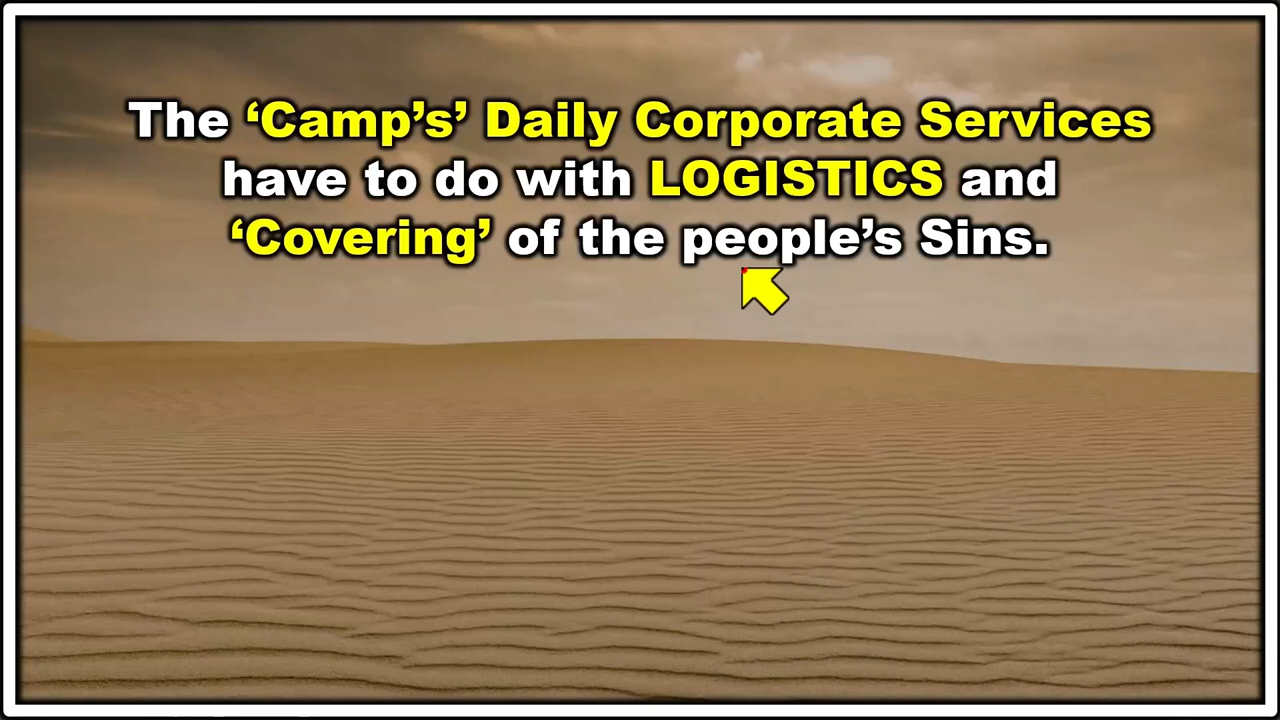 The ‘Camp’s’ Daily Corporate Services
have to do with LOGISTICS and
‘Covering’ of the people’s Sins.